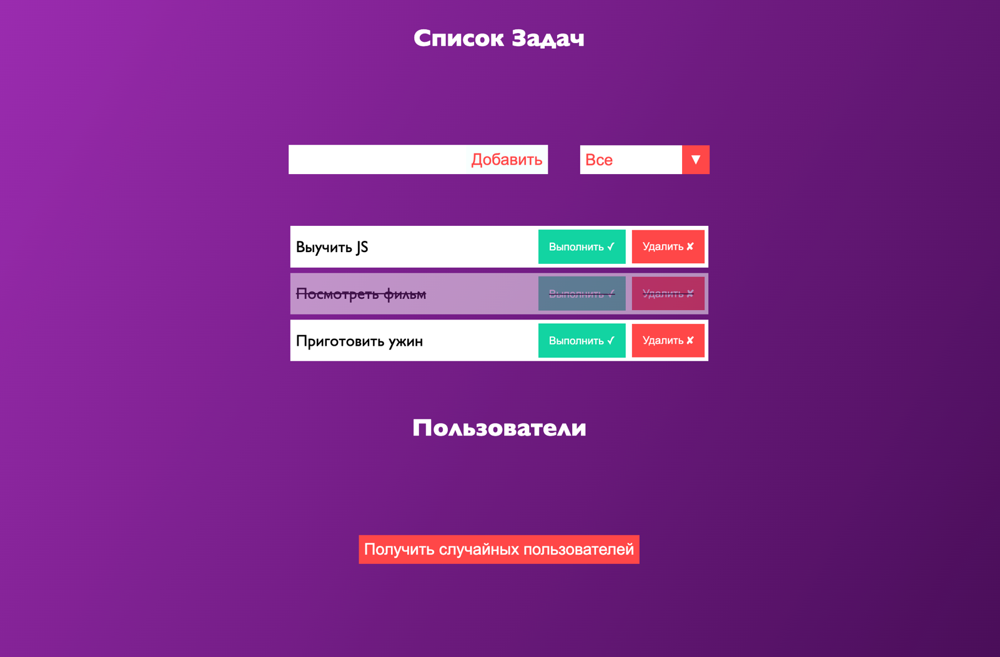 Список Задач
Добавить
Все ▼
Выучить JS Выполнить ✓ Удалить ✘
Посмотреть фильм Выполнить ✓ Удалить ✘
Приготовить ужин Выполнить ✓ Удалить ✘
Пользователи
Получить случайных пользователей